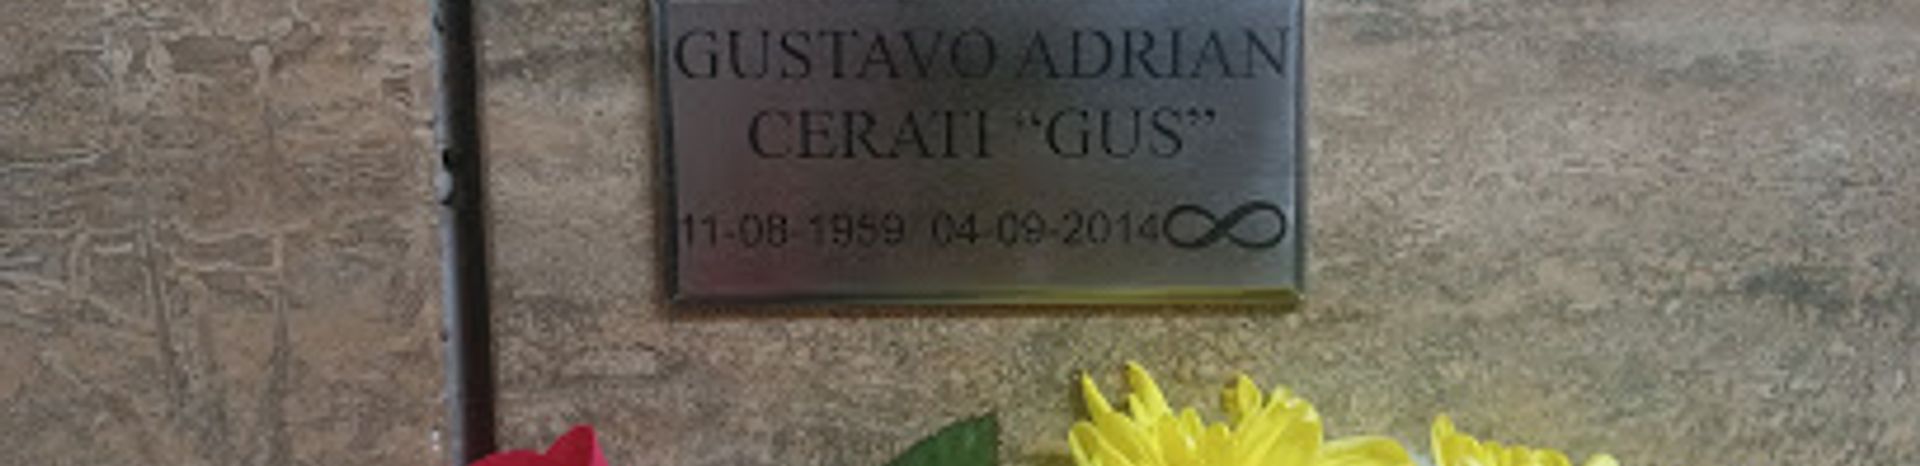 GUSTAVO ADRIAN
CERATI “GUS”
11-08-1959 04-09-2014∞